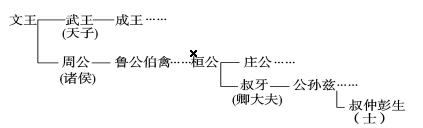 文王 武王 成王……
(天子)
周公 鲁公伯禽……桓公 庄公……
(诸侯)
叔牙 公孙兹……
(卿大夫)
叔仲彭生
（士）